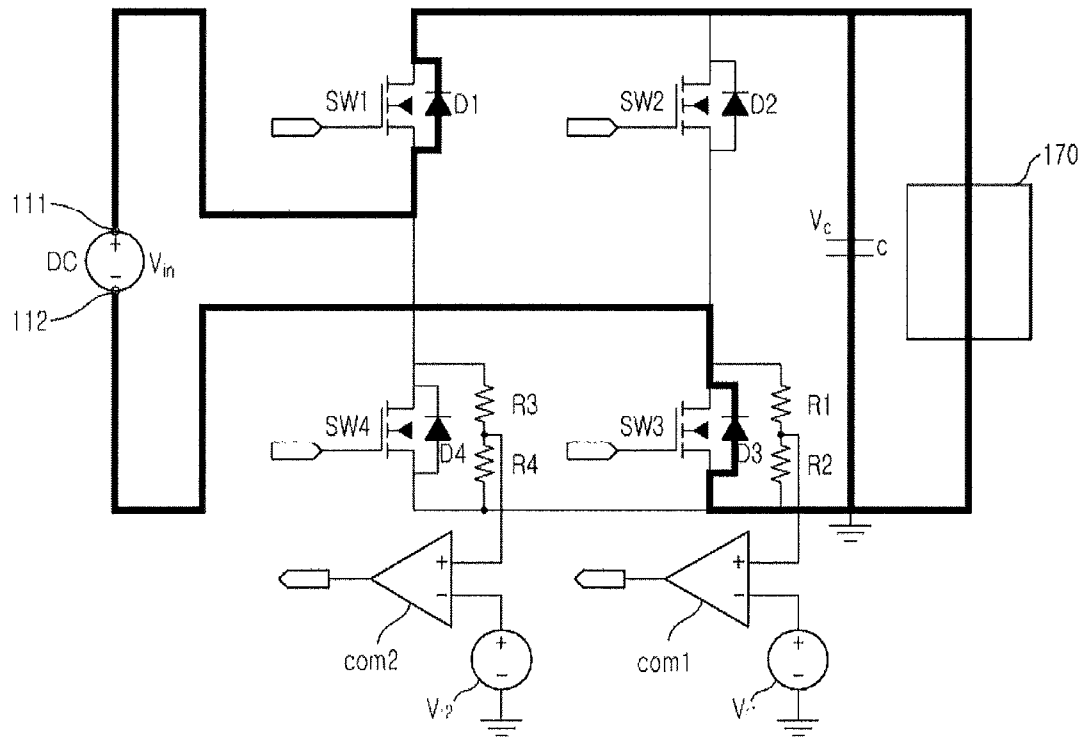 SW1
D1
SW2
D2
170
111
+
DC
Vin
-
112
Vc
C
SW4
D4
R3
R4
SW3
D3
R1
R2
+
-
com2
+
-
+
-
com1
+
-